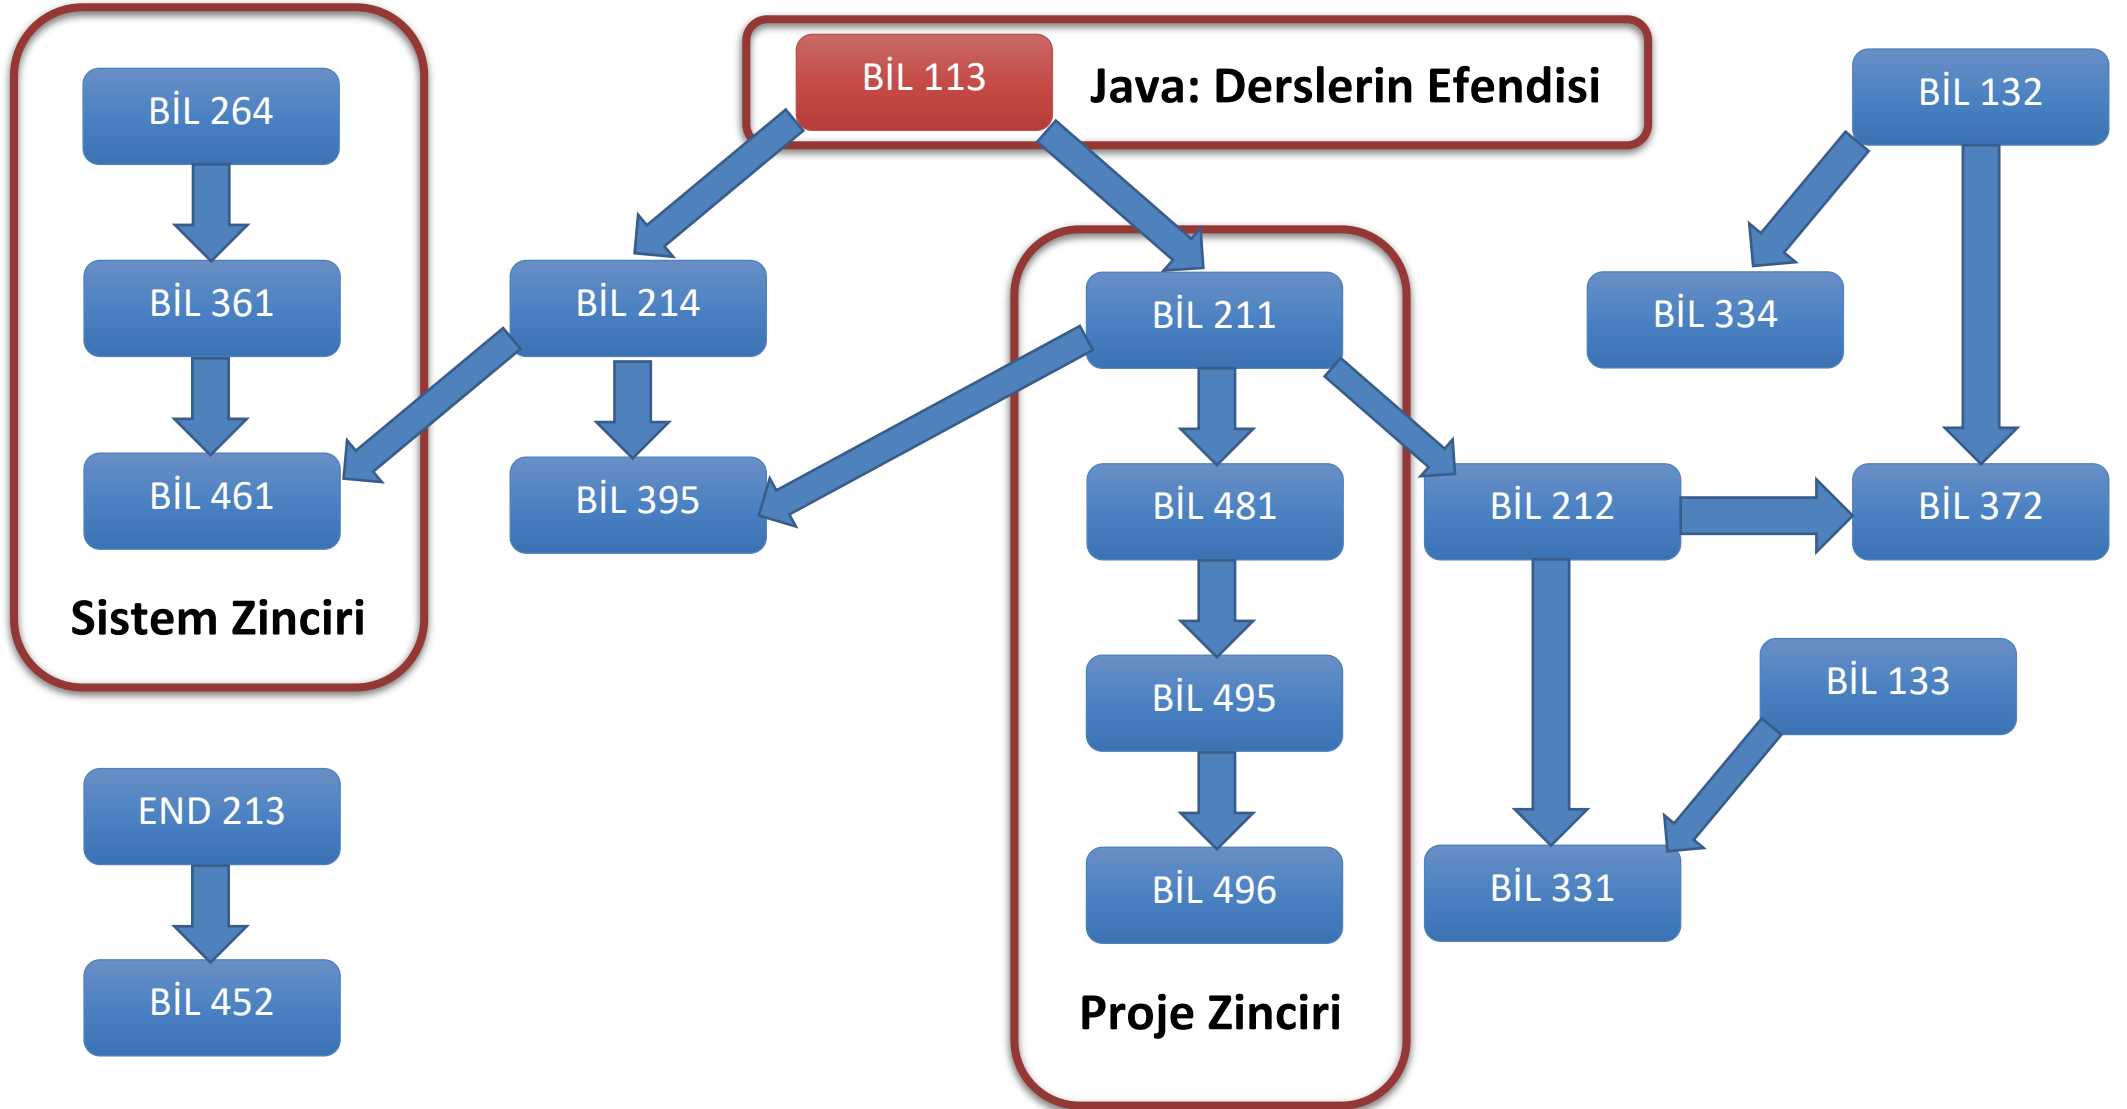 BİL 113
Java: Derslerin Efendisi
BİL 132
BİL 264
BİL 361
BİL 214
BİL 211
BİL 334
BİL 461
BİL 395
BİL 481
BİL 212
BİL 372
Sistem Zinciri
BİL 495
BİL 133
END 213
BİL 496
BİL 331
BİL 452
Proje Zinciri